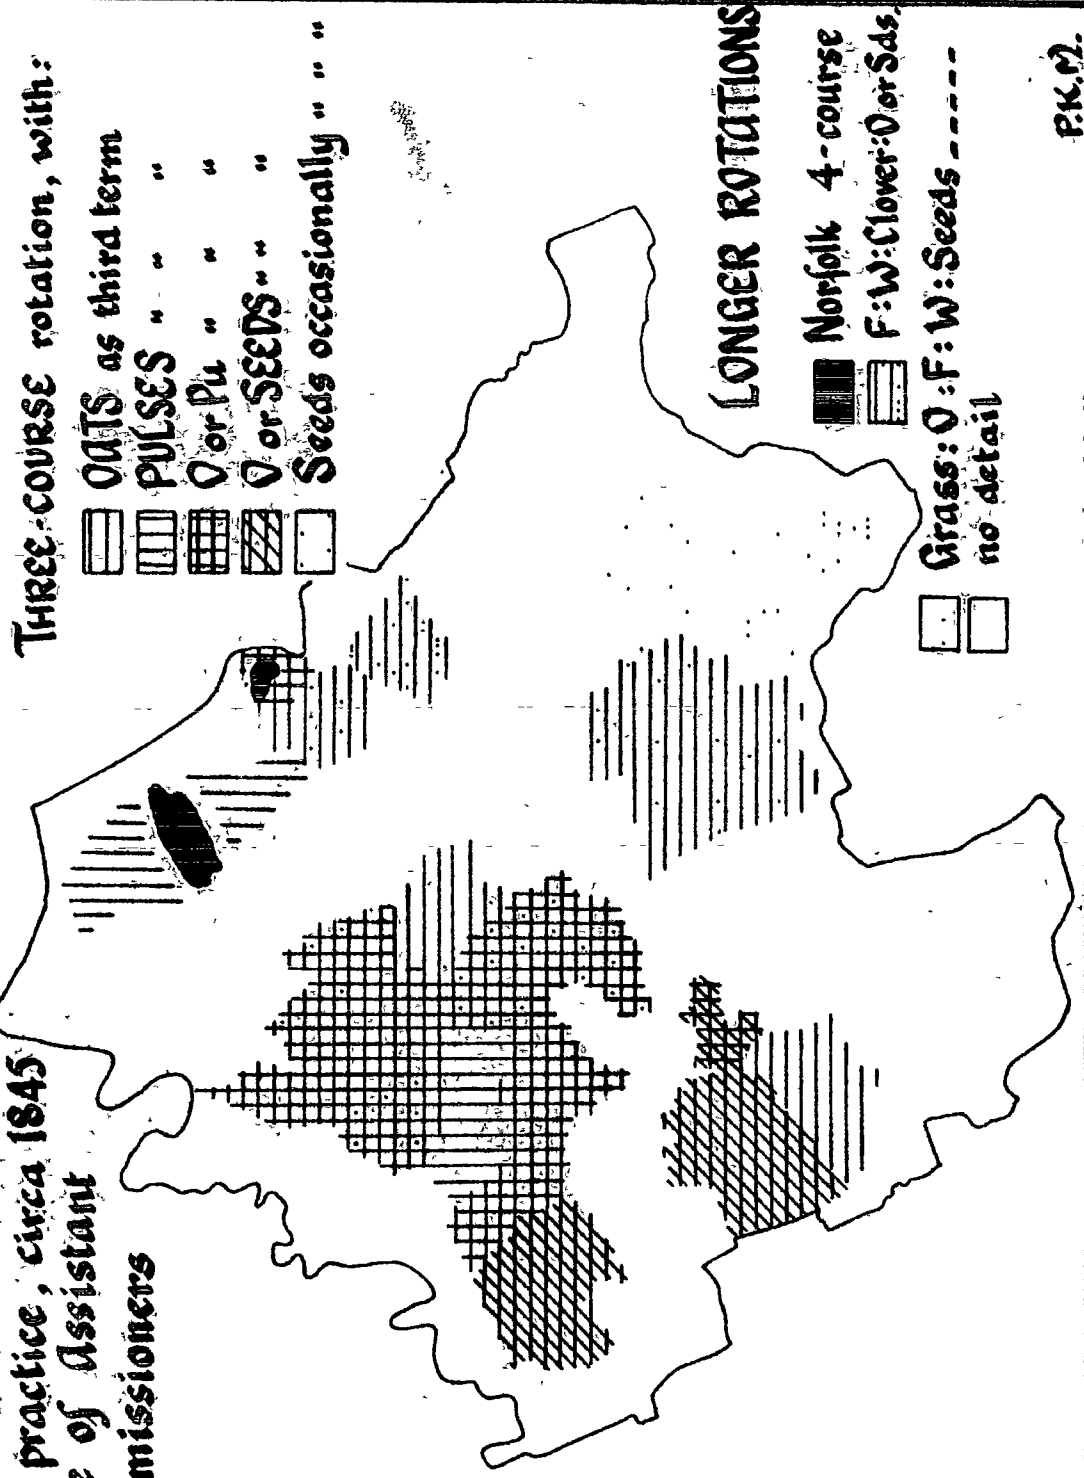 practice, circa 1845
of Assistant
missioners
THREE-COURSE rotation, with:
OATS as third term
PULSES " " "
O or Pu " " "
O or SEEDS " " "
Seeds occasionally " " "
LONGER ROTATIONS
Norfolk 4-course
F:W:Clover:O or Sds.
Grass:O:F:W:Seeds-----
no detail
P.K.M.